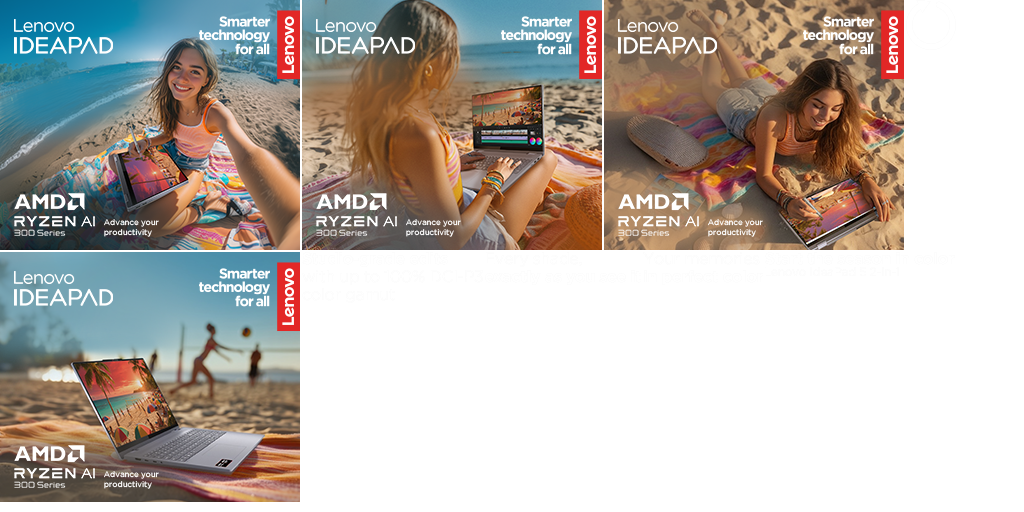 Lenovo
IDEAPAD
Smarter
technology
for all
Lenovo
AMD
RYZEN AI
300 Series
Advance your
productivity
Lenovo
IDEAPAD
Smarter
technology
for all
Lenovo
AMD
RYZEN AI
300 Series
Advance your
productivity
Lenovo
IDEAPAD
Smarter
technology
for all
Lenovo
AMD
RYZEN AI
300 Series
Advance your
productivity
Lenovo
IDEAPAD
Smarter
technology
for all
Lenovo
AMD
RYZEN AI
300 Series
Advance your
productivity